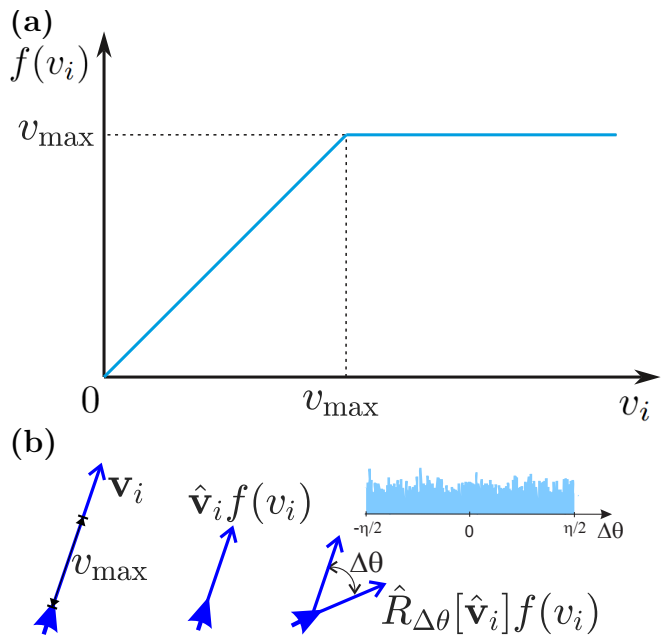 (a)
f(v_i)
v_max
0
v_max
v_i
(b)
𝐯_i
v_max
𝐯̂_i f(v_i)
Δθ
R̂_Δθ[𝐯̂_i]f(v_i)
-η/2
0
η/2
Δθ